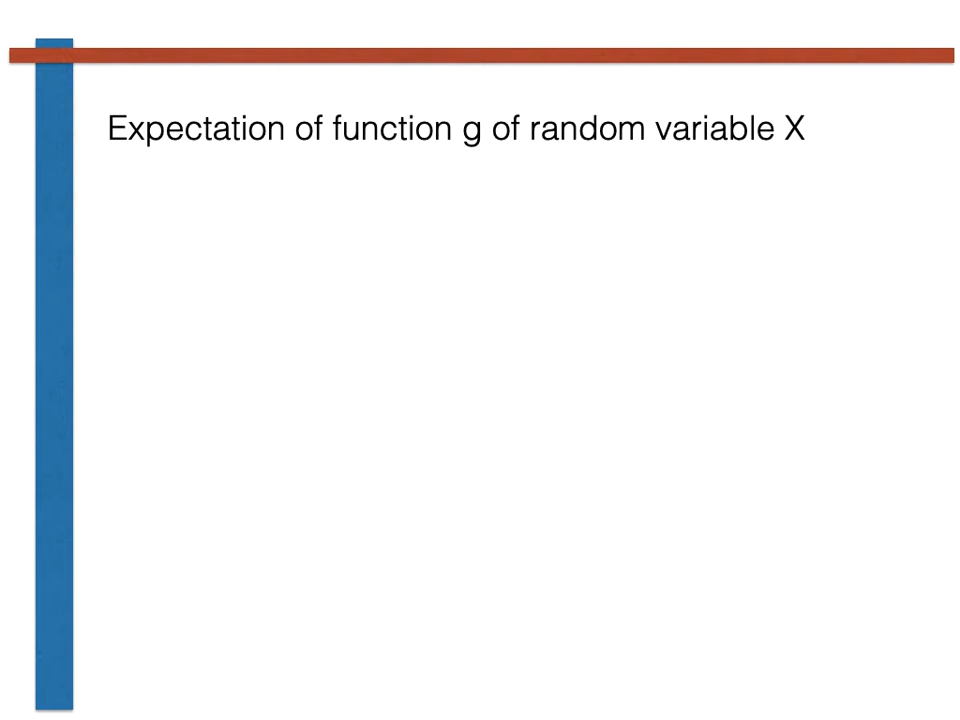 Expectation of function g of random variable X